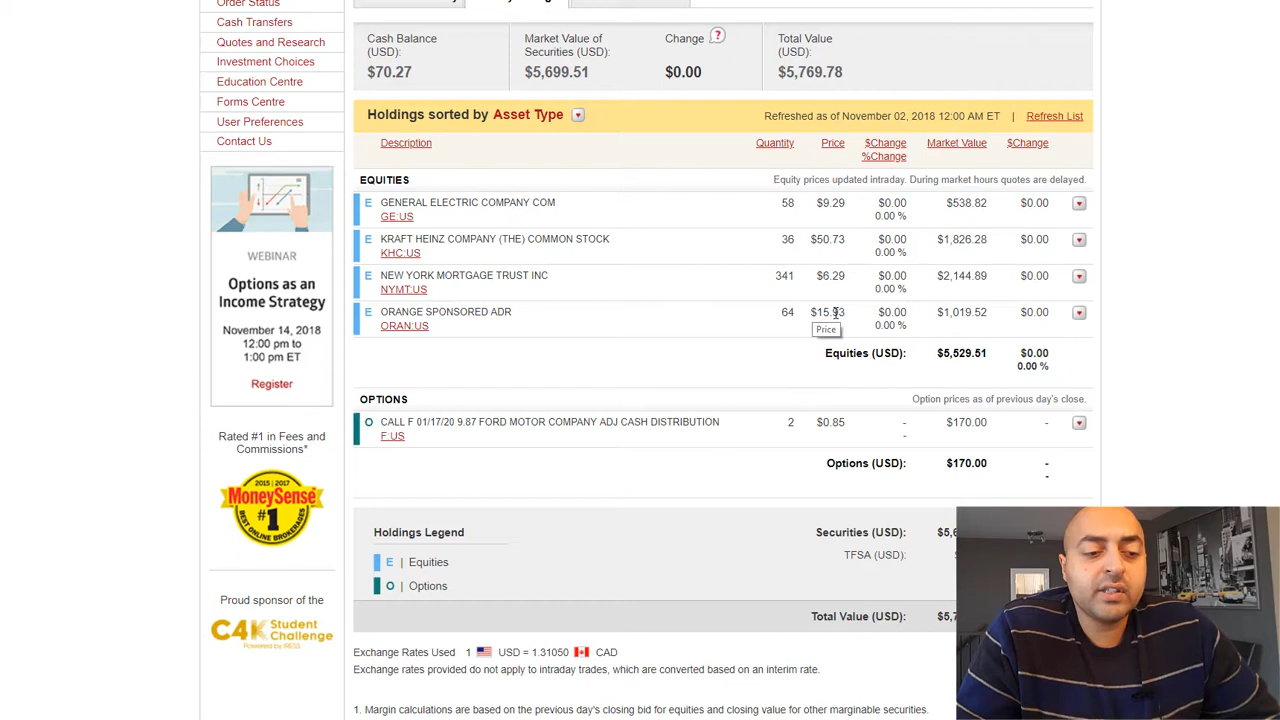 Order Status
Cash Transfers
Quotes and Research
Investment Choices
Education Centre
Forms Centre
User Preferences
Contact Us
WEBINAR
Options as an
Income Strategy
November 14, 2018
12:00 pm to
1:00 pm ET
Register
Rated #1 in Fees and
Commissions*
2015 | 2017
MoneySense
#1
BEST ONLINE BROKERAGES
Proud sponsor of the
C4K Student
Challenge
Powered by IRESS
Cash Balance
(USD):
$70.27
Market Value of
Securities (USD):
$5,699.51
Change ?
$0.00
Total Value
(USD):
$5,769.78
Holdings sorted by Asset Type
Refreshed as of November 02, 2018 12:00 AM ET | Refresh List
Description Quantity Price $Change Market Value $Change
%Change
EQUITIES Equity prices updated intraday. During market hours quotes are delayed.
E GENERAL ELECTRIC COMPANY COM 58 $9.29 $0.00 $538.82 $0.00
GE:US 0.00 %
E KRAFT HEINZ COMPANY (THE) COMMON STOCK 36 $50.73 $0.00 $1,826.28 $0.00
KHC:US 0.00 %
E NEW YORK MORTGAGE TRUST INC 341 $6.29 $0.00 $2,144.89 $0.00
NYMT:US 0.00 %
E ORANGE SPONSORED ADR 64 $15.93 $0.00 $1,019.52 $0.00
ORAN:US Price 0.00 %
Equities (USD): $5,529.51 $0.00
0.00 %
OPTIONS Option prices as of previous day's close.
O CALL F 01/17/20 9.87 FORD MOTOR COMPANY ADJ CASH DISTRIBUTION 2 $0.85 - $170.00 -
F:US -
Options (USD): $170.00 -
-
Holdings Legend
E | Equities
O | Options
Securities (USD):
TFSA (USD):
Total Value (USD):
Exchange Rates Used 1 USD = 1.31050 CAD
Exchange rates provided do not apply to intraday trades, which are converted based on an interim rate.
1. Margin calculations are based on the previous day's closing bid for equities and closing value for other marginable securities.